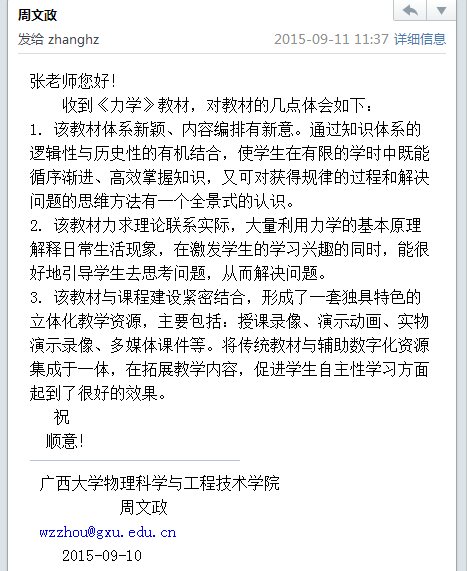 周文政
发给 zhanghz 2015-09-11 11:37 详细信息
张老师您好!
收到《力学》教材，对教材的几点体会如下：
1. 该教材体系新颖、内容编排有新意。通过知识体系的
逻辑性与历史性的有机结合，使学生在有限的学时中既能
循序渐进、高效掌握知识，又可对获得规律的过程和解决
问题的思维方法有一个全景式的认识。
2. 该教材力求理论联系实际，大量利用力学的基本原理
解释日常生活现象，在激发学生的学习兴趣的同时，能很
好地引导学生去思考问题，从而解决问题。
3. 该教材与课程建设紧密结合，形成了一套独具特色的
立体化教学资源，主要包括：授课录像、演示动画、实物
演示录像、多媒体课件等。将传统教材与辅助数字化资源
集成于一体，在拓展教学内容，促进学生自主性学习方面
起到了很好的效果。
祝
顺意!
广西大学物理科学与工程技术学院
周文政
wzzhou@gxu.edu.cn
2015-09-10